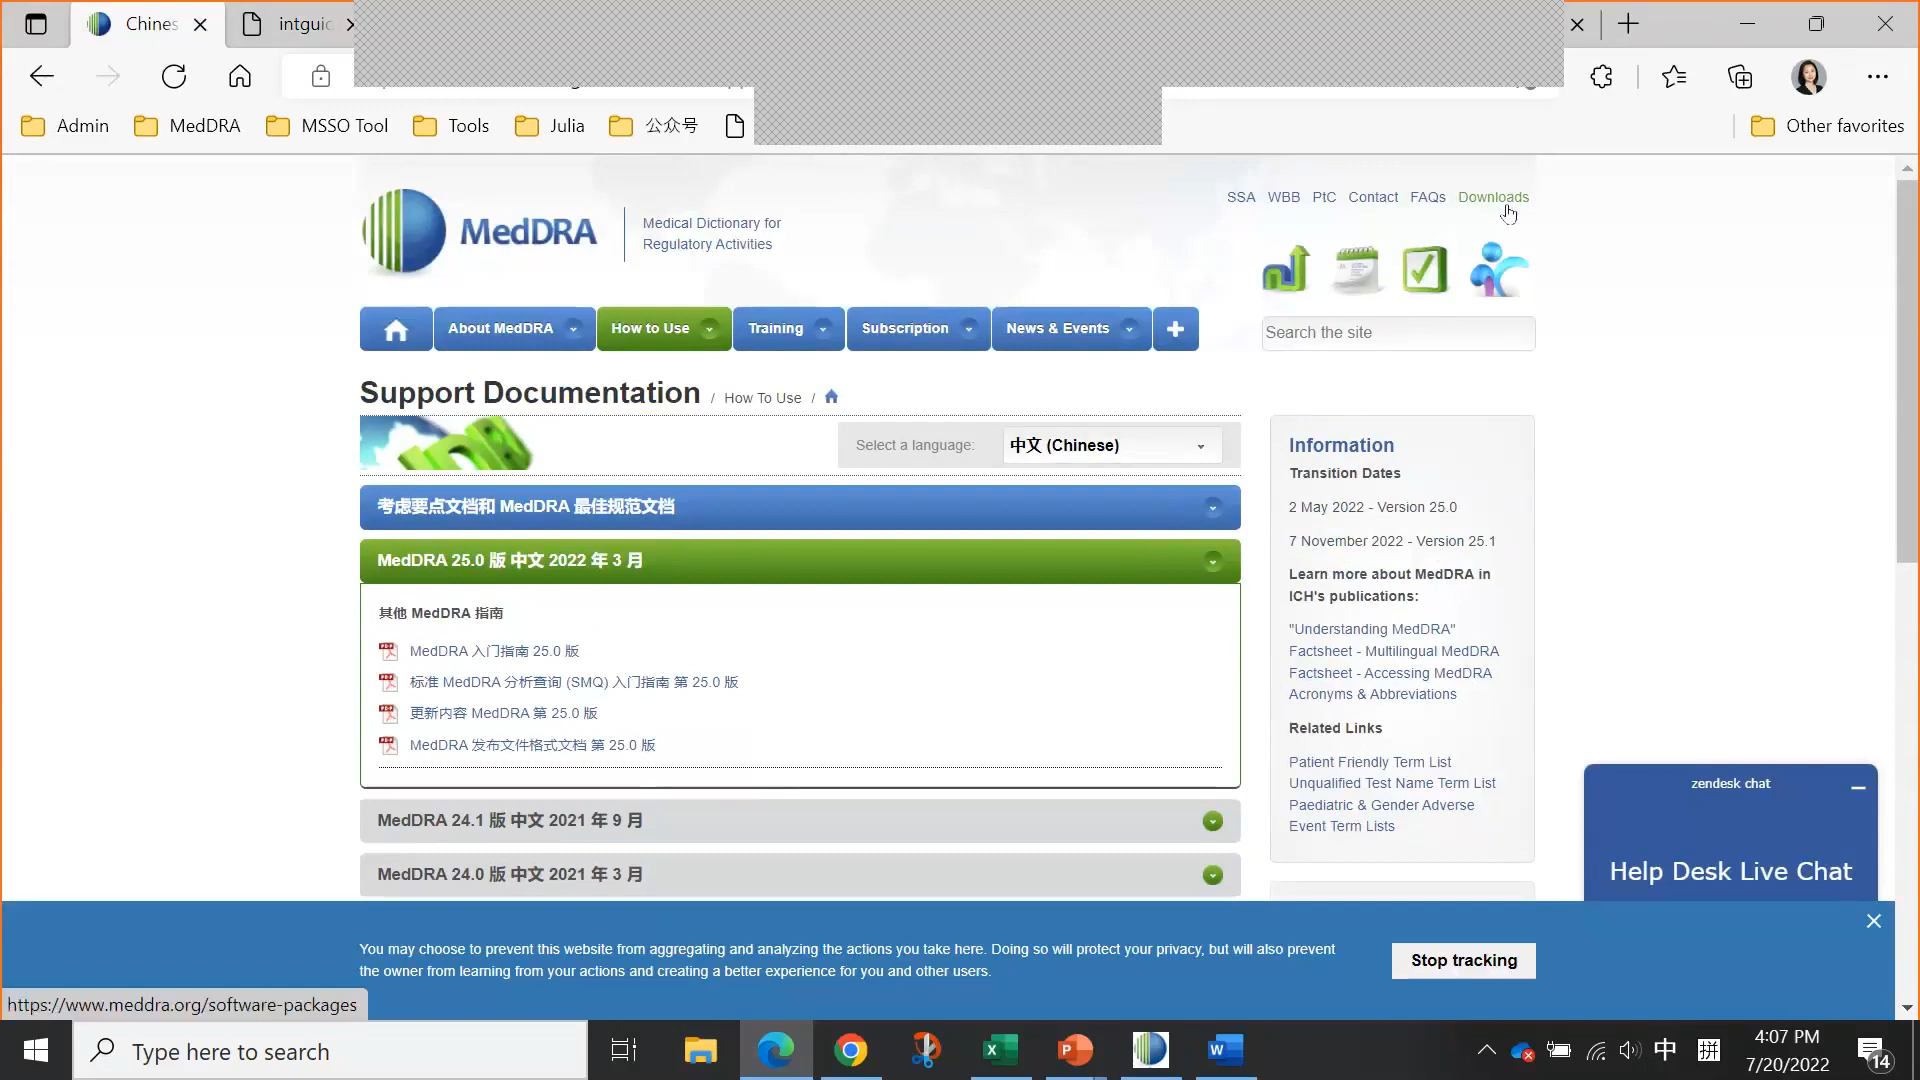 Chines
intguid
Admin
MedDRA
MSSO Tool
Tools
Julia
公众号
Other favorites
SSA WBB PtC Contact FAQs Downloads
MedDRA
Medical Dictionary for
Regulatory Activities
About MedDRA
How to Use
Training
Subscription
News & Events
Search the site
Support Documentation / How To Use /
Select a language:
中文 (Chinese)
考虑要点文档和 MedDRA 最佳规范文档
MedDRA 25.0 版 中文 2022 年 3 月
其他 MedDRA 指南
MedDRA 入门指南 25.0 版
标准 MedDRA 分析查询 (SMQ) 入门指南 第 25.0 版
更新内容 MedDRA 第 25.0 版
MedDRA 发布文件格式文档 第 25.0 版
MedDRA 24.1 版 中文 2021 年 9 月
MedDRA 24.0 版 中文 2021 年 3 月
Information
Transition Dates
2 May 2022 - Version 25.0
7 November 2022 - Version 25.1
Learn more about MedDRA in
ICH's publications:
"Understanding MedDRA"
Factsheet - Multilingual MedDRA
Factsheet - Accessing MedDRA
Acronyms & Abbreviations
Related Links
Patient Friendly Term List
Unqualified Test Name Term List
Paediatric & Gender Adverse
Event Term Lists
zendesk chat
Help Desk Live Chat
You may choose to prevent this website from aggregating and analyzing the actions you take here. Doing so will protect your privacy, but will also prevent
the owner from learning from your actions and creating a better experience for you and other users.
Stop tracking
https://www.meddra.org/software-packages
Type here to search
中
拼
4:07 PM
7/20/2022
14